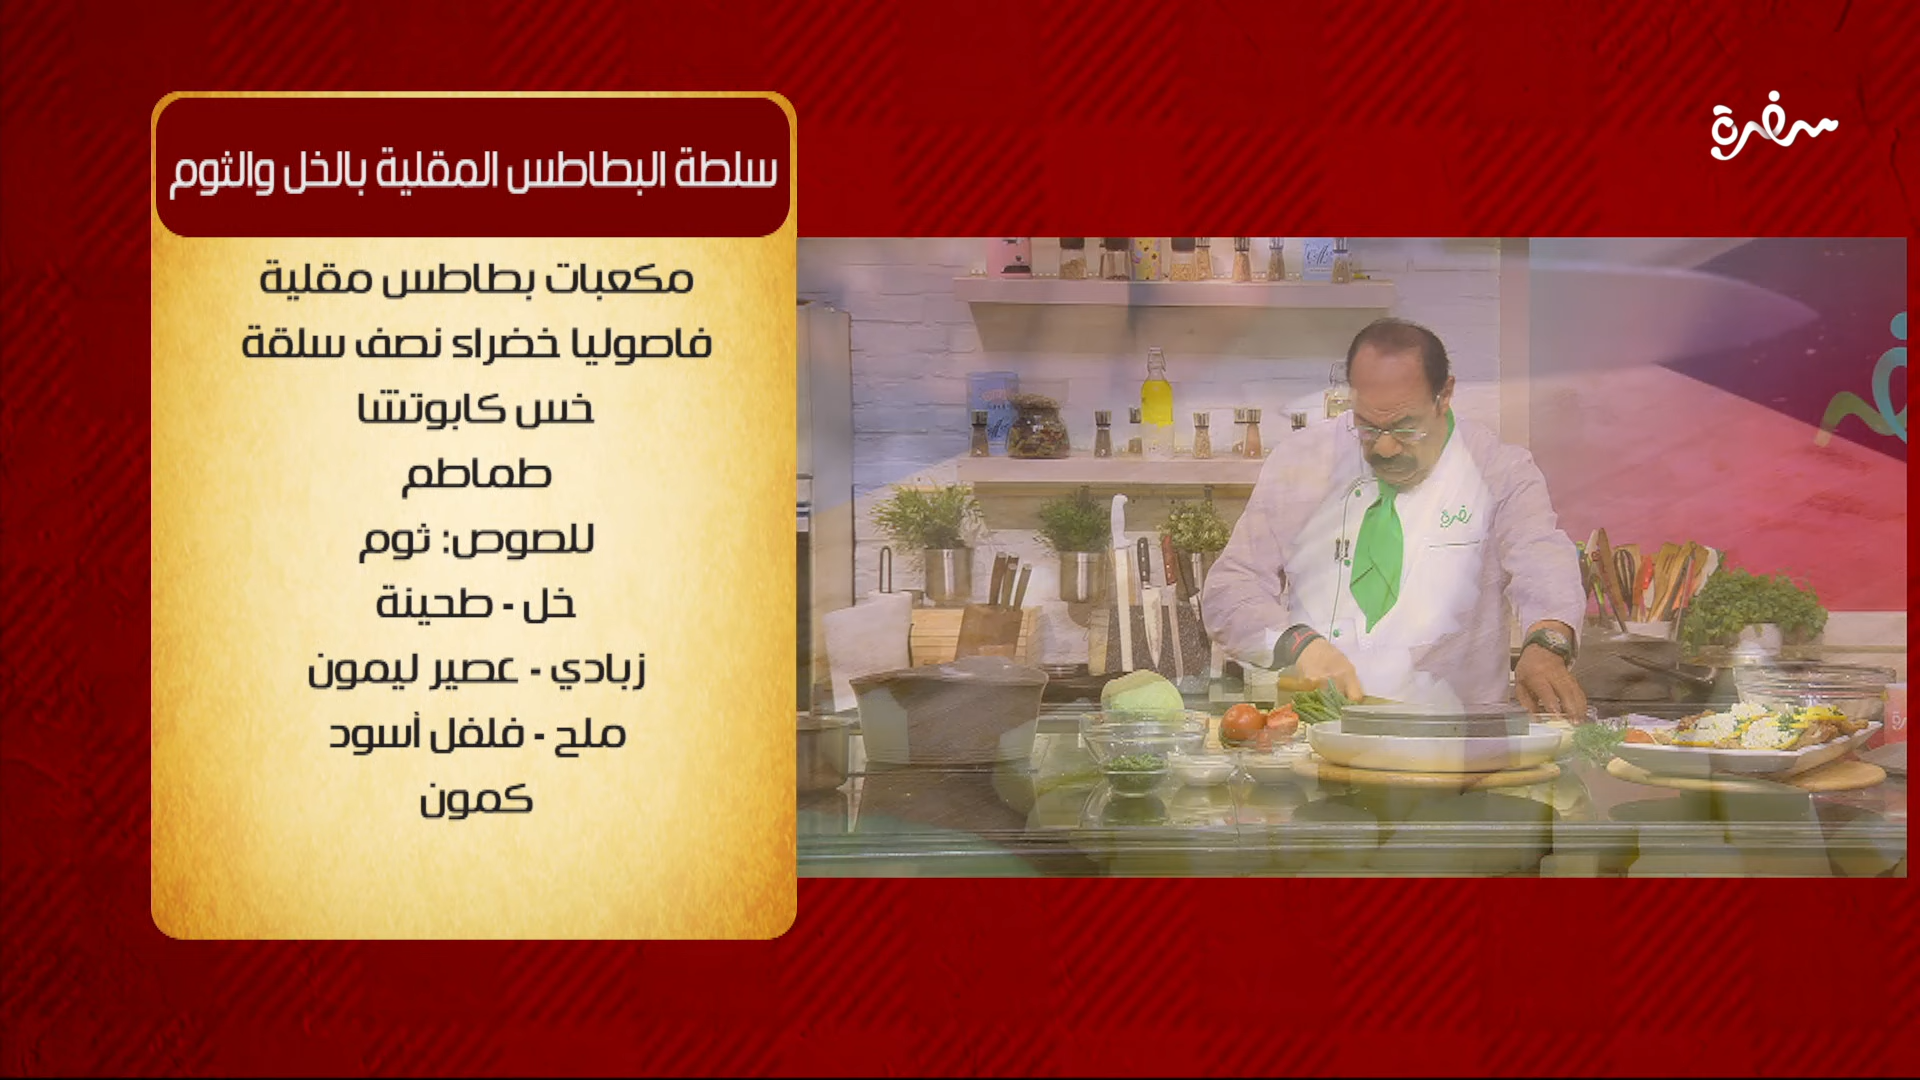 سفرة
سلطة البطاطس المقلية بالخل والثوم
مكعبات بطاطس مقلية
فاصوليا خضراء نصف سلقة
خس كابوتشا
طماطم
للصوص: ثوم
خل - طحينة
زبادي - عصير ليمون
ملح - فلفل أسود
كمون
سفرة